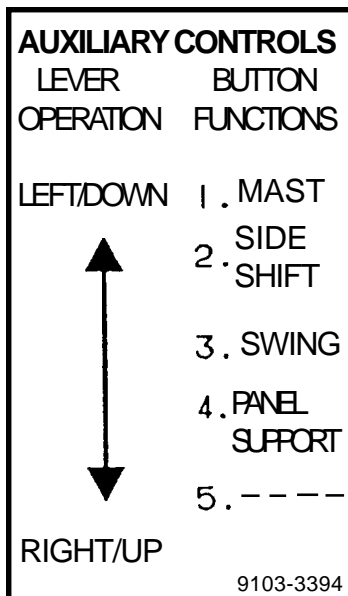 AUXILIARY CONTROLS
LEVER OPERATION
BUTTON FUNCTIONS
LEFT/DOWN
1. MAST
2. SIDE SHIFT
3. SWING
4. PANEL SUPPORT
5. ----
RIGHT/UP
9103-3394